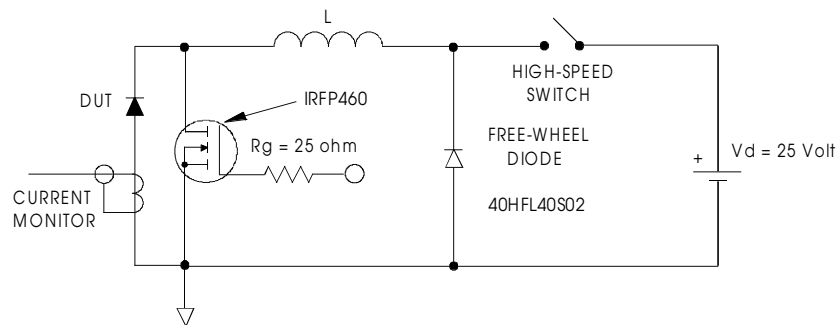 L
HIGH-SPEED
SWITCH
DUT
IRFP460
Rg = 25 ohm
FREE-WHEEL
DIODE
40HFL40S02
+
Vd = 25 Volt
CURRENT
MONITOR